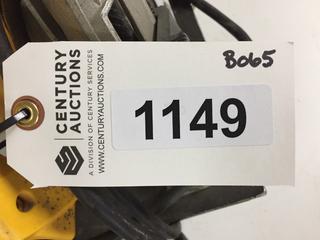 B065
CENTURY
AUCTIONS
A DIVISION OF CENTURY SERVICES
WWW.CENTURYAUCTIONS.COM
1149